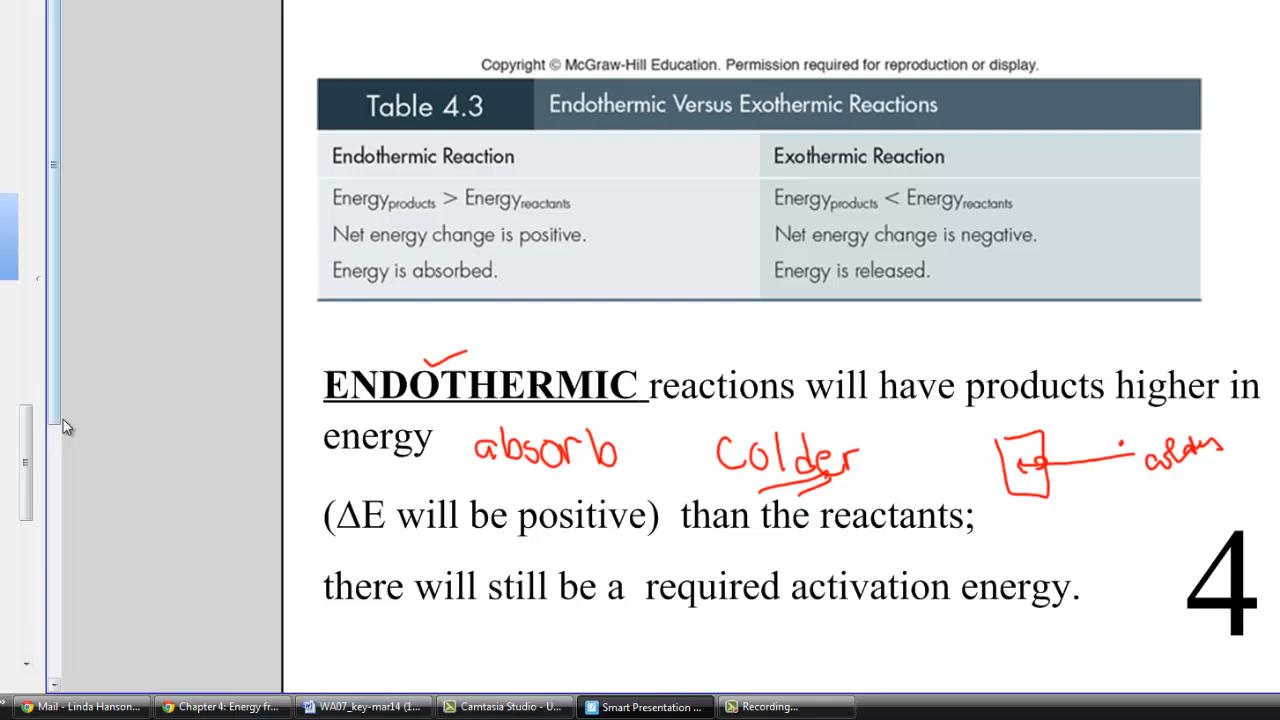 Copyright © McGraw-Hill Education. Permission required for reproduction or display.
Table 4.3 Endothermic Versus Exothermic Reactions
Endothermic Reaction Exothermic Reaction
Energyproducts > Energyreactants Energyproducts < Energyreactants
Net energy change is positive. Net energy change is negative.
Energy is absorbed. Energy is released.
ENDOTHERMIC reactions will have products higher in
energy absorb colder
(ΔE will be positive) than the reactants;
there will still be a required activation energy.
4
Mail - Linda Hanson... Chapter 4: Energy fr... WA07_key-mar14 (1... Camtasia Studio - U... Smart Presentation ... Recording...